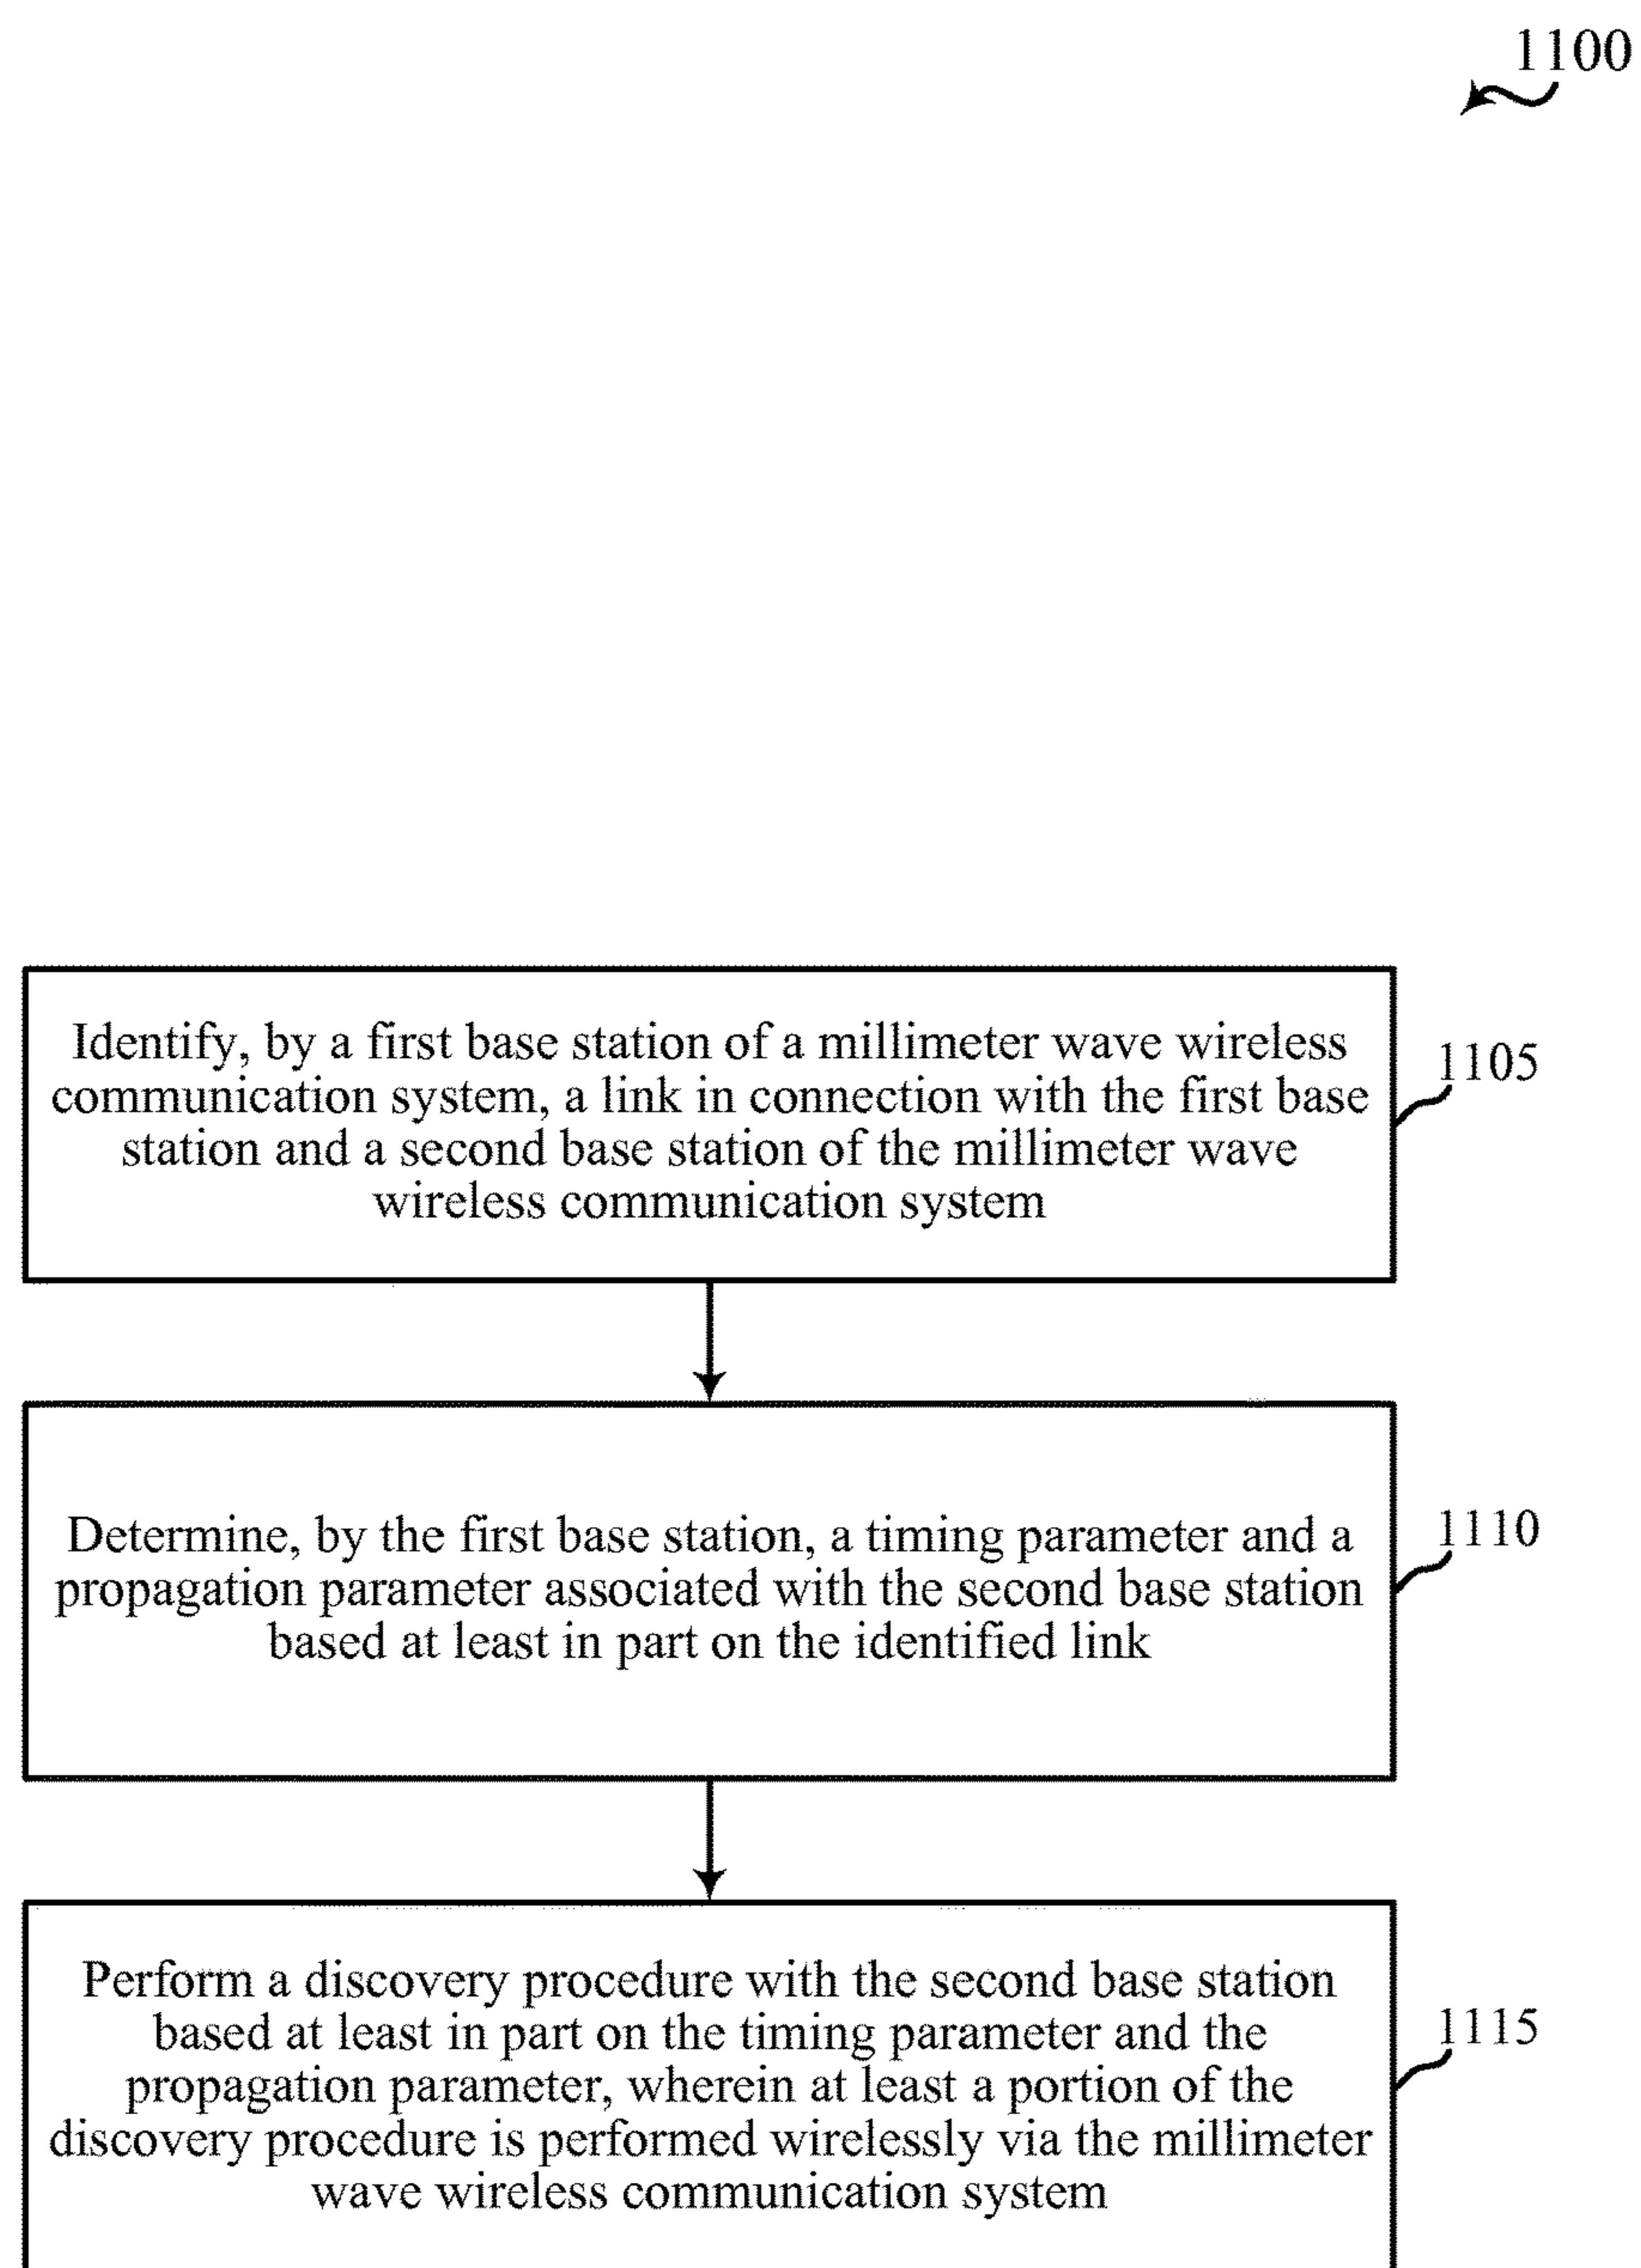 1100
Identify, by a first base station of a millimeter wave wireless
communication system, a link in connection with the first base
station and a second base station of the millimeter wave
wireless communication system
1105
Determine, by the first base station, a timing parameter and a
propagation parameter associated with the second base station
based at least in part on the identified link
1110
Perform a discovery procedure with the second base station
based at least in part on the timing parameter and the
propagation parameter, wherein at least a portion of the
discovery procedure is performed wirelessly via the millimeter
wave wireless communication system
1115